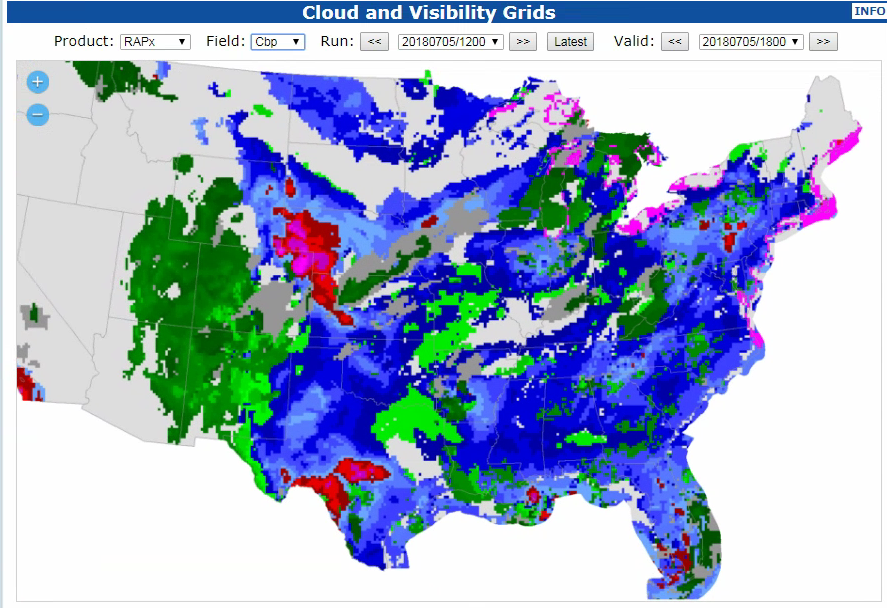 Cloud and Visibility Grids
INFO
Product: RAPx Field: Cbp Run: << 20180705/1200 >> Latest Valid: << 20180705/1800 >>
+
−